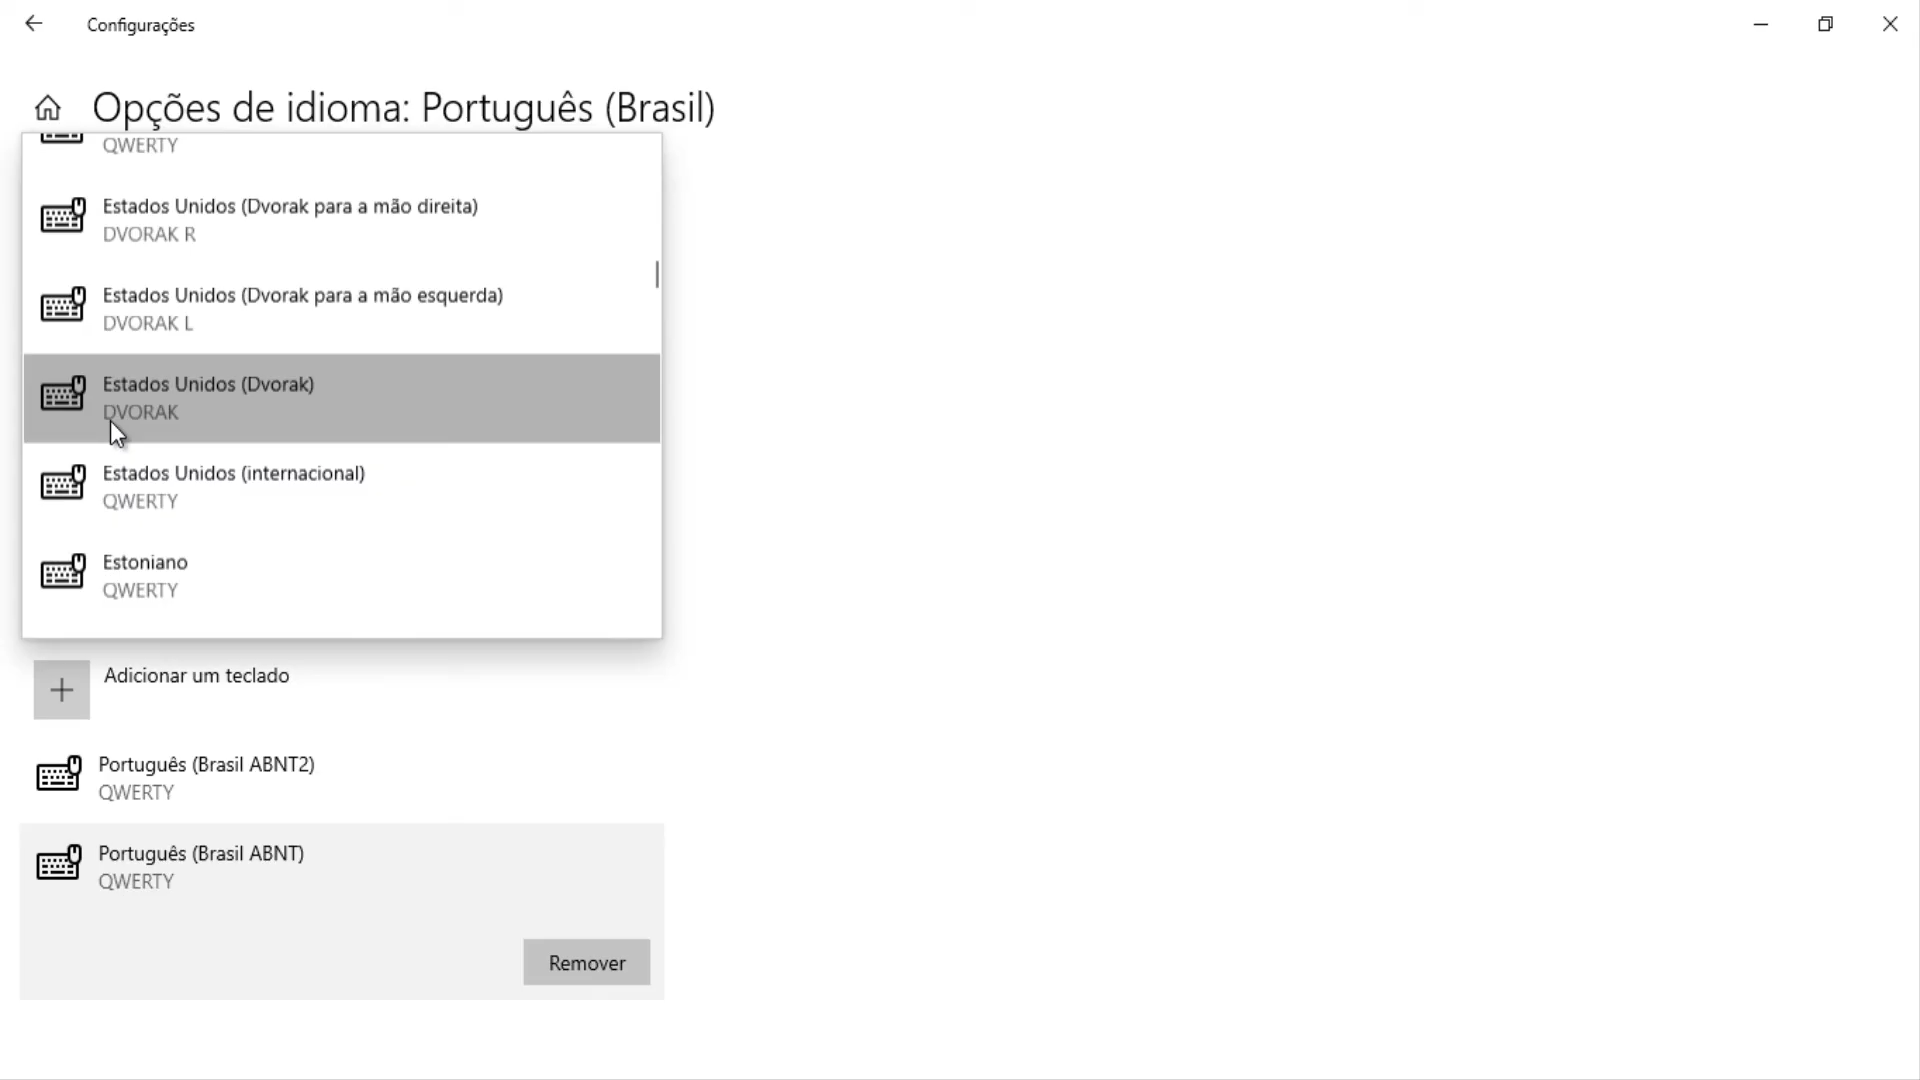 Configurações
Opções de idioma: Português (Brasil)
QWERTY
Estados Unidos (Dvorak para a mão direita)
DVORAK R
Estados Unidos (Dvorak para a mão esquerda)
DVORAK L
Estados Unidos (Dvorak)
DVORAK
Estados Unidos (internacional)
QWERTY
Estoniano
QWERTY
Adicionar um teclado
Português (Brasil ABNT2)
QWERTY
Português (Brasil ABNT)
QWERTY
Remover